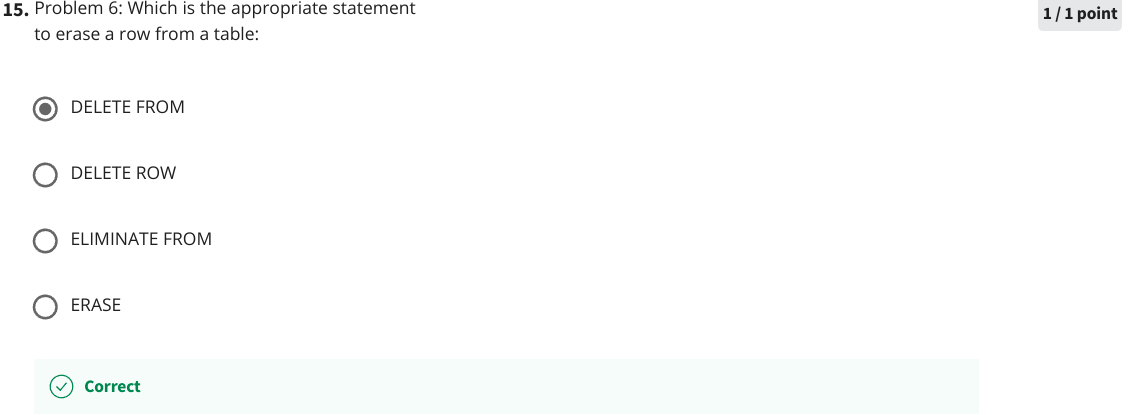 15. Problem 6: Which is the appropriate statement
to erase a row from a table:
1 / 1 point
DELETE FROM
DELETE ROW
ELIMINATE FROM
ERASE
Correct